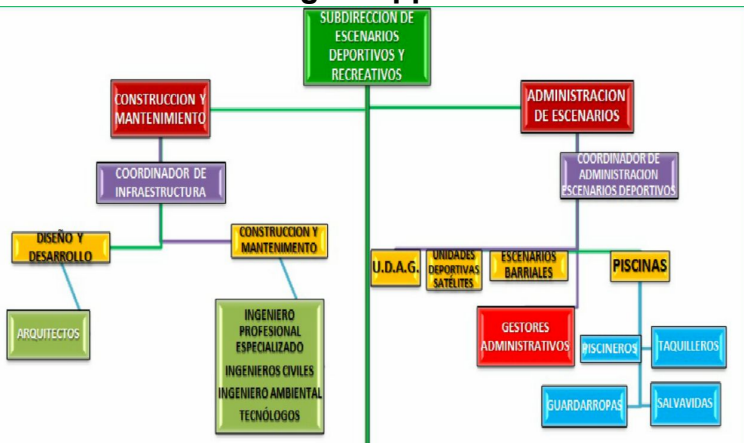 SUBDIRECCION DE
ESCENARIOS
DEPORTIVOS Y
RECREATIVOS
CONSTRUCCION Y
MANTENIMIENTO
ADMINISTRACION
DE ESCENARIOS
COORDINADOR DE
INFRAESTRUCTURA
COORDINADOR DE
ADMINISTRACION
ESCENARIOS DEPORTIVOS
DISEÑO Y
DESARROLLO
CONSTRUCCION Y
MANTENIMENTO
U.D.A.G.
UNIDADES
DEPORTIVAS
SATÉLITES
ESCENARIOS
BARRIALES
PISCINAS
ARQUITECTOS
INGENIERO
PROFESIONAL
ESPECIALIZADO
INGENIEROS CIVILES
INGENIERO AMBIENTAL
TECNÓLOGOS
GESTORES
ADMINISTRATIVOS
PISCINEROS
TAQUILLEROS
GUARDARROPAS
SALVAVIDAS